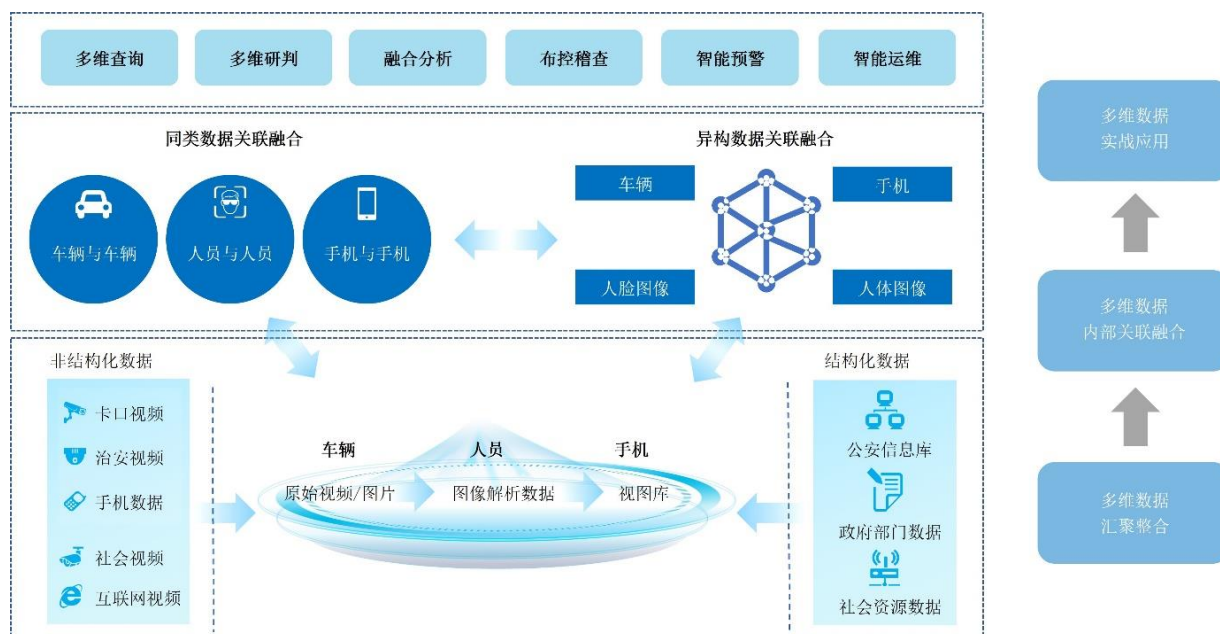 多维查询
多维研判
融合分析
布控稽查
智能预警
智能运维
同类数据关联融合
车辆与车辆
人员与人员
手机与手机
异构数据关联融合
车辆
手机
人脸图像
人体图像
非结构化数据
卡口视频
治安视频
手机数据
社会视频
互联网视频
车辆
人员
手机
原始视频/图片
图像解析数据
视图库
结构化数据
公安信息库
政府部门数据
社会资源数据
多维数据
实战应用
多维数据
内部关联融合
多维数据
汇聚整合